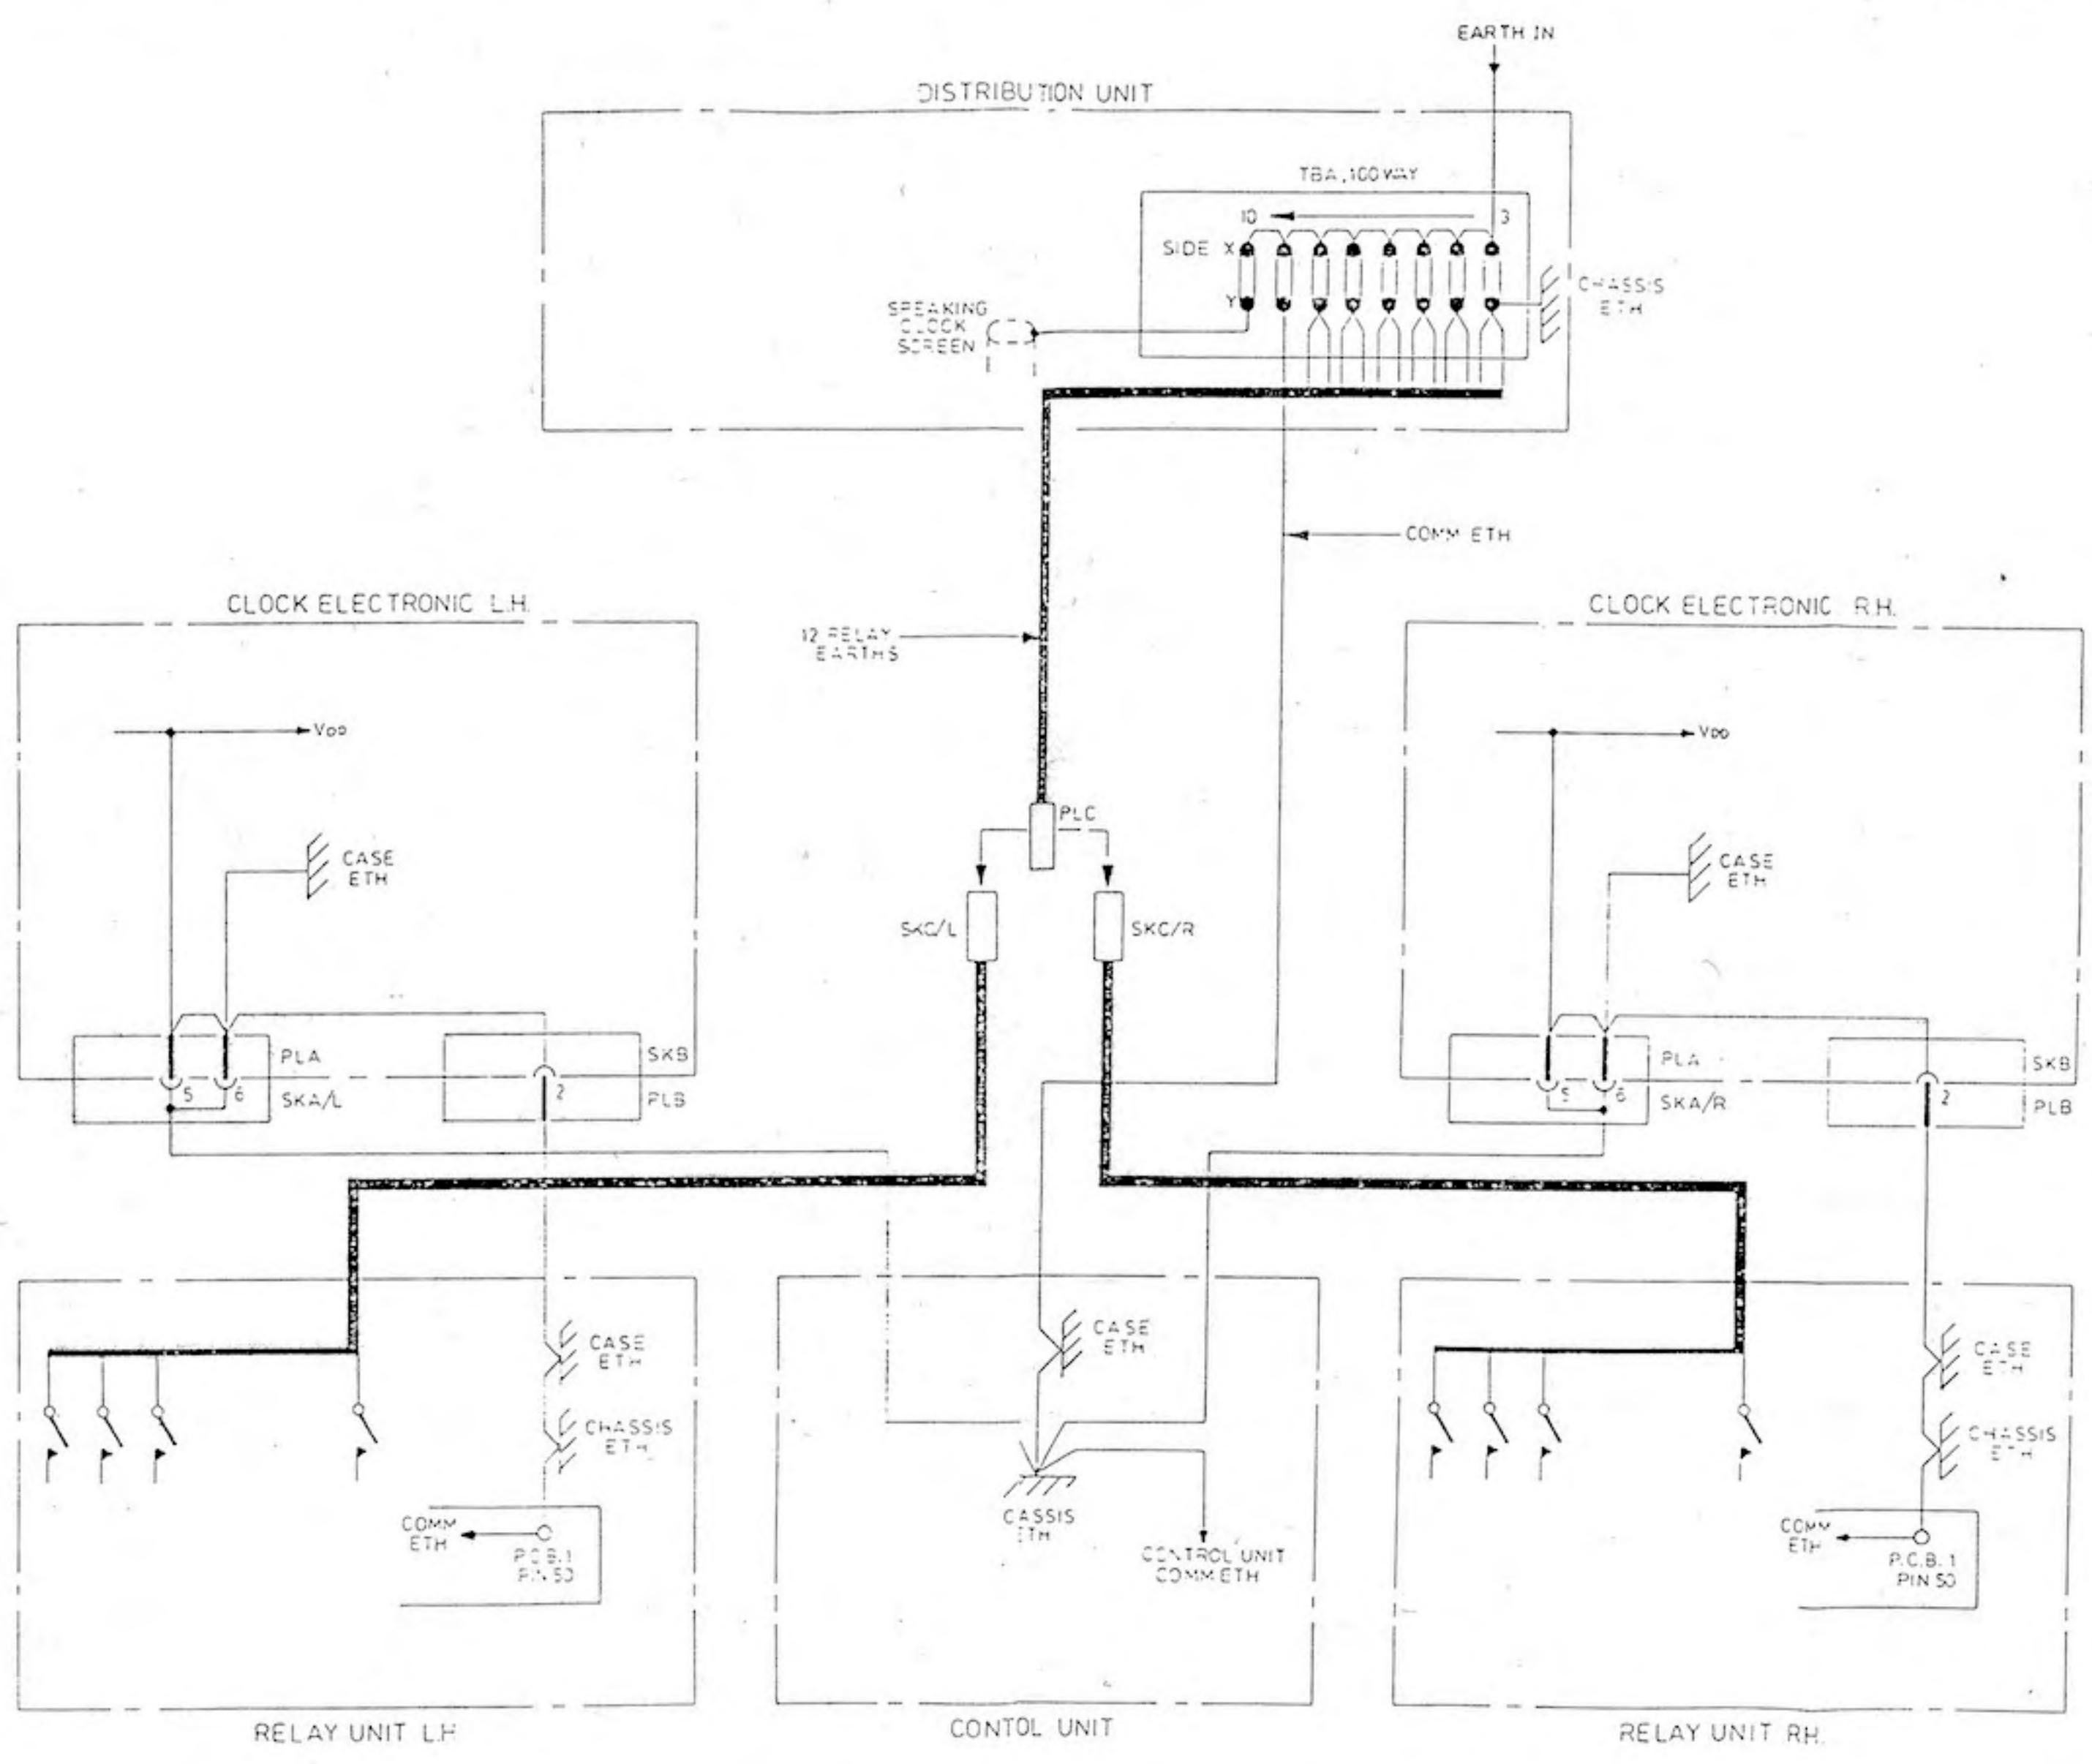 EARTH IN
DISTRIBUTION UNIT
TBA, 100 WAY
10
3
SIDE X
Y
CHASSIS
ETH
SPEAKING
CLOCK
SCREEN
COMM ETH
CLOCK ELECTRONIC L.H.
CLOCK ELECTRONIC R.H.
12 RELAY
EARTHS
VDD
VDD
PLC
CASE
ETH
CASE
ETH
SKC/L
SKC/R
PLA
SKB
PLA
SKB
5
6
SKA/L
2
PLB
5
6
SKA/R
2
PLB
CASE
ETH
CASE
ETH
CASE
ETH
CHASSIS
ETH
CHASSIS
ETH
CASSIS
ETH
COMM
ETH
P.C.B. 1
PIN 50
CONTROL UNIT
COMM ETH
COMM
ETH
P.C.B. 1
PIN 50
RELAY UNIT L.H
CONTOL UNIT
RELAY UNIT RH.